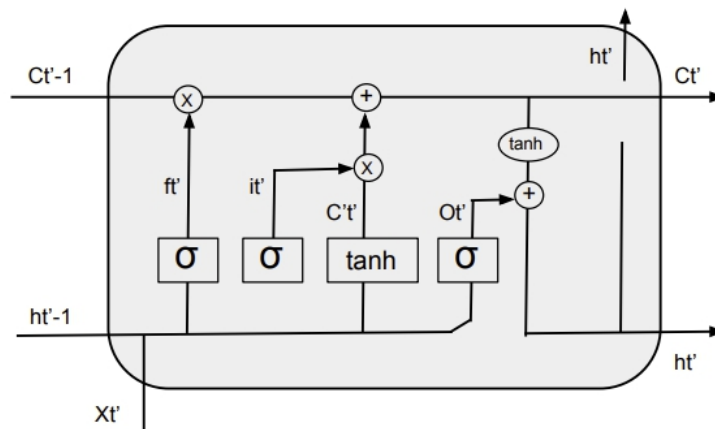 ht'
Ct'-1
Ct'
X
+
tanh
ft'
it'
X
C't'
Ot'
+
σ
σ
tanh
σ
ht'-1
ht'
Xt'